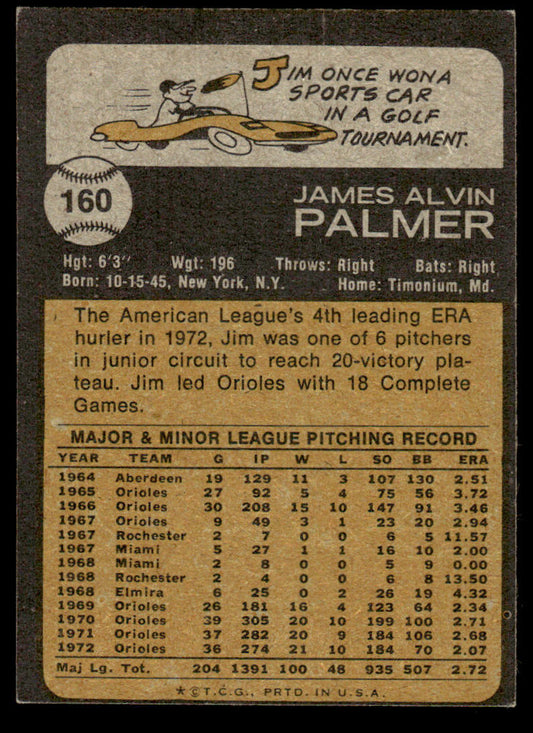 JIM ONCE WON A
SPORTS CAR
IN A GOLF
TOURNAMENT.
160
JAMES ALVIN
PALMER
Hgt: 6'3" Wgt: 196 Throws: Right Bats: Right
Born: 10-15-45, New York, N.Y. Home: Timonium, Md.
The American League's 4th leading ERA
hurler in 1972, Jim was one of 6 pitchers
in junior circuit to reach 20-victory pla-
teau. Jim led Orioles with 18 Complete
Games.
MAJOR & MINOR LEAGUE PITCHING RECORD
YEAR TEAM G IP W L SO BB ERA
1964 Aberdeen 19 129 11 3 107 130 2.51
1965 Orioles 27 92 5 4 75 56 3.72
1966 Orioles 30 208 15 10 147 91 3.46
1967 Orioles 9 49 3 1 23 20 2.94
1967 Rochester 2 7 0 0 6 5 11.57
1967 Miami 5 27 1 1 16 10 2.00
1968 Miami 2 8 0 0 5 9 0.00
1968 Rochester 2 4 0 0 6 8 13.50
1968 Elmira 6 25 0 2 26 19 4.32
1969 Orioles 26 181 16 4 123 64 2.34
1970 Orioles 39 305 20 10 199 100 2.71
1971 Orioles 37 282 20 9 184 106 2.68
1972 Orioles 36 274 21 10 184 70 2.07
Maj Lg. Tot. 204 1391 100 48 935 507 2.72
★©T.C.G., PRTD. IN U.S.A.